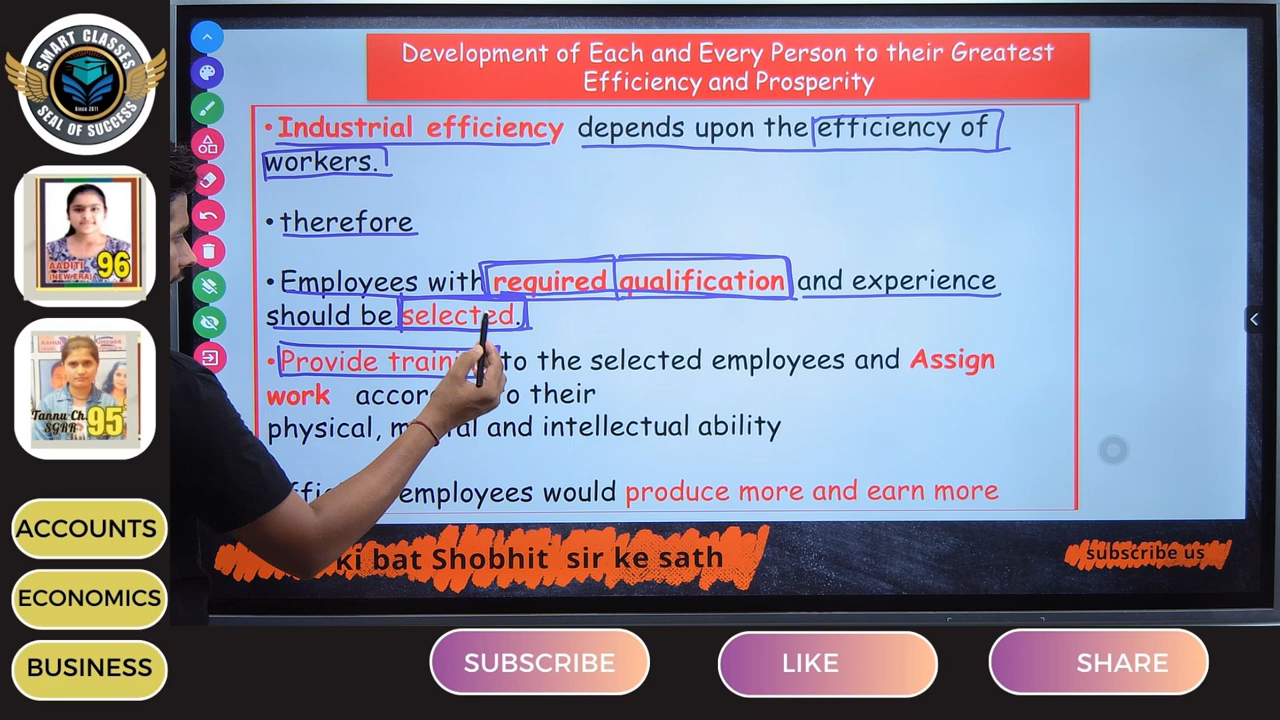 SMART CLASSES
Since 2011
SEAL OF SUCCESS
AADITI
(NEW ERA)
96
Tannu Ch.
SGRR
95
ACCOUNTS
ECONOMICS
BUSINESS
Development of Each and Every Person to their Greatest
Efficiency and Prosperity
•Industrial efficiency depends upon the efficiency of
workers.
•therefore
•Employees with required qualification and experience
should be selected.
•Provide to the selected employees and Assign
work their
physical, and intellectual ability
employees would produce more and earn more
ki bat Shobhit sir ke sath
subscribe us
SUBSCRIBE
LIKE
SHARE